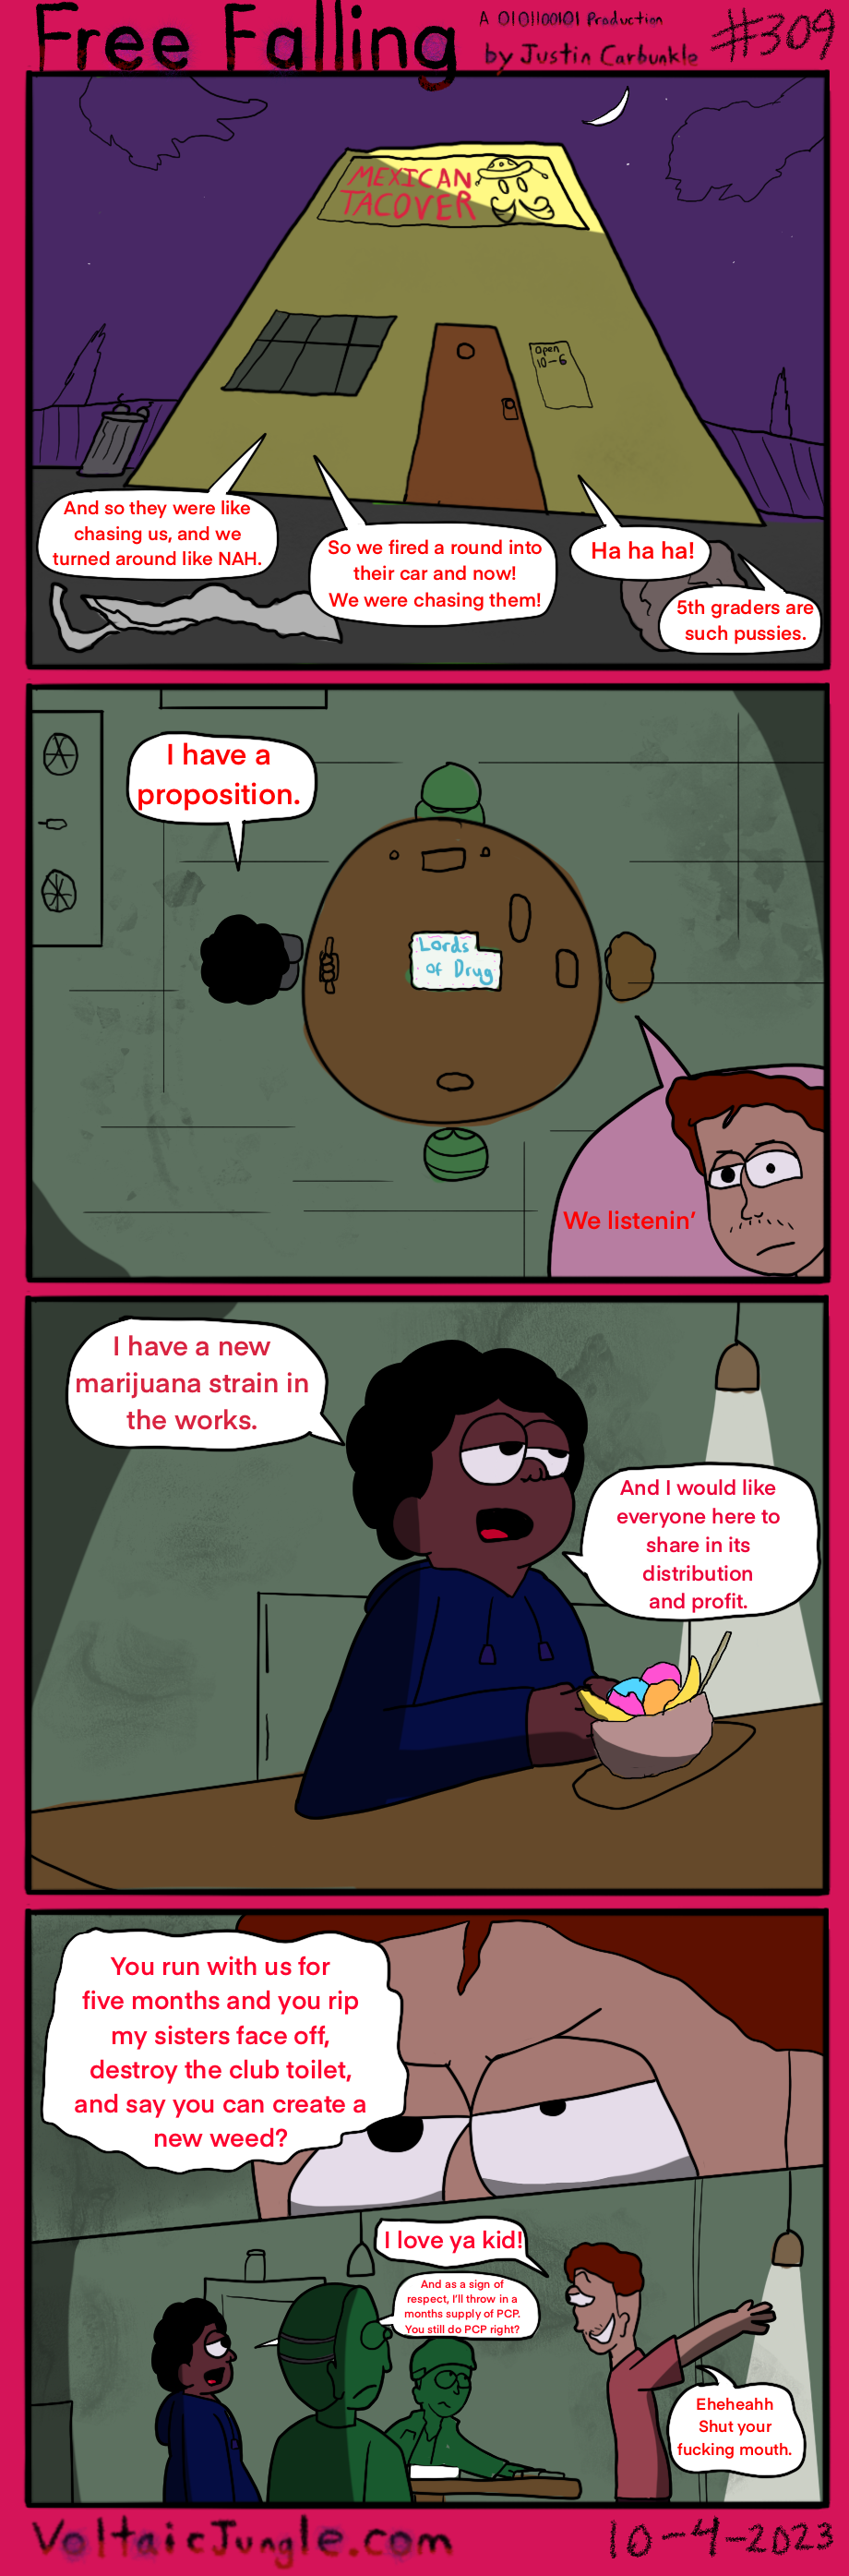 Free Falling
A 0101100101 Production
by Justin Carbunkle
#309
MEXICAN
TACOVER
Open
10-6
And so they were like
chasing us, and we
turned around like NAH.
So we fired a round into
their car and now!
We were chasing them!
Ha ha ha!
5th graders are
such pussies.
I have a
proposition.
Lords
of Drug
We listenin'
I have a new
marijuana strain in
the works.
And I would like
everyone here to
share in its
distribution
and profit.
You run with us for
five months and you rip
my sisters face off,
destroy the club toilet,
and say you can create a
new weed?
I love ya kid!
And as a sign of
respect, I'll throw in a
months supply of PCP.
You still do PCP right?
Eheheahh
Shut your
fucking mouth.
VoltaicJungle.com
10-4-2023